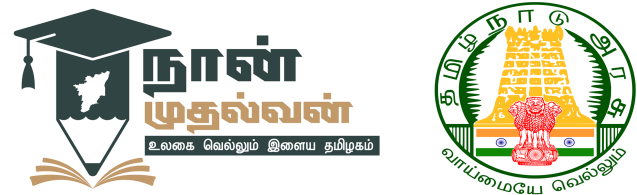 நான்
முதல்வன்
உலகை வெல்லும் இளைய தமிழகம்
தமிழ்நாடு அரசு
வாய்மையே வெல்லும்